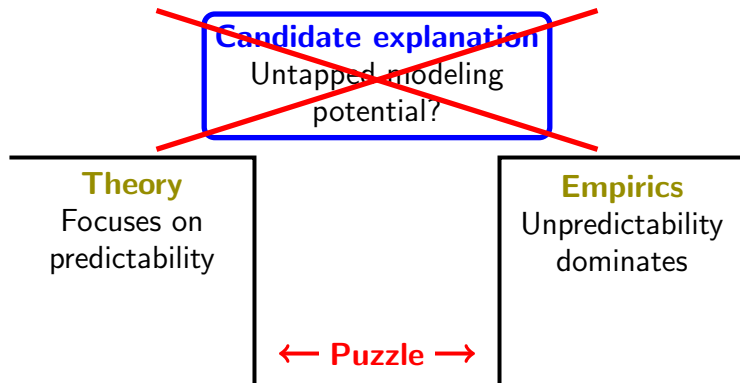 Candidate explanation
Untapped modeling
potential?
Theory
Focuses on
predictability
Empirics
Unpredictability
dominates
← Puzzle →